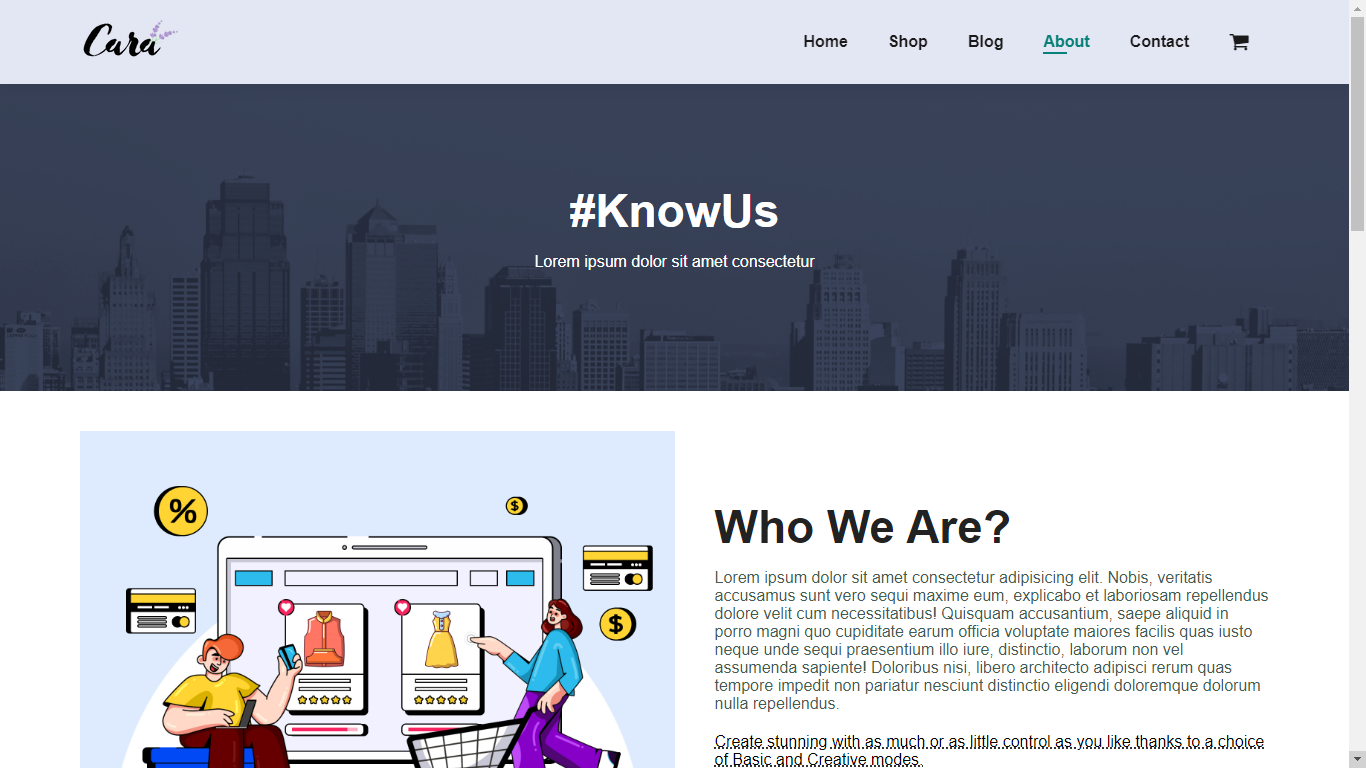 Cara
Home Shop Blog About Contact
#KnowUs
Lorem ipsum dolor sit amet consectetur
%
$
$
Who We Are?
Lorem ipsum dolor sit amet consectetur adipisicing elit. Nobis, veritatis
accusamus sunt vero sequi maxime eum, explicabo et laboriosam repellendus
dolore velit cum necessitatibus! Quisquam accusantium, saepe aliquid in
porro magni quo cupiditate earum officia voluptate maiores facilis quas iusto
neque unde sequi praesentium illo iure, distinctio, laborum non vel
assumenda sapiente! Doloribus nisi, libero architecto adipisci rerum quas
tempore impedit non pariatur nesciunt distinctio eligendi doloremque dolorum
nulla repellendus.
Create stunning with as much or as little control as you like thanks to a choice
of Basic and Creative modes.